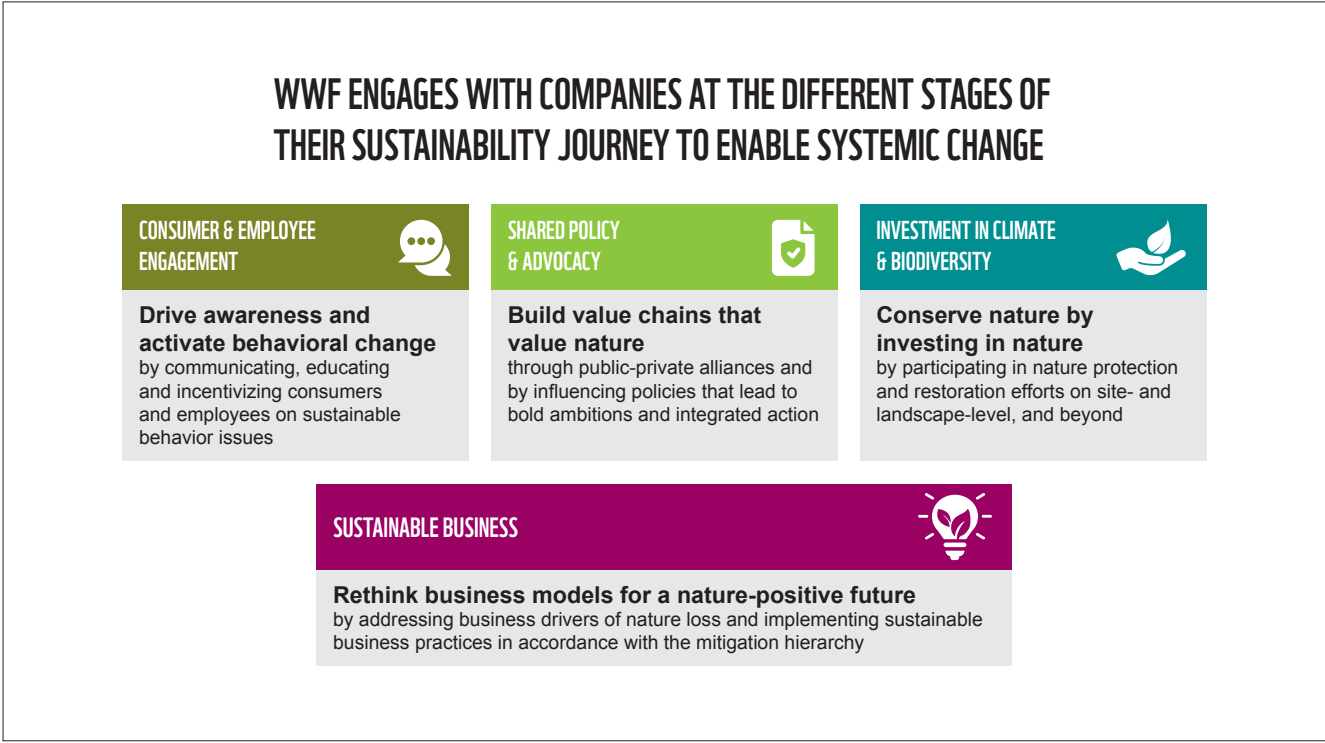 WWF ENGAGES WITH COMPANIES AT THE DIFFERENT STAGES OF
THEIR SUSTAINABILITY JOURNEY TO ENABLE SYSTEMIC CHANGE
CONSUMER & EMPLOYEE
ENGAGEMENT
Drive awareness and
activate behavioral change
by communicating, educating
and incentivizing consumers
and employees on sustainable
behavior issues
SHARED POLICY
& ADVOCACY
Build value chains that
value nature
through public-private alliances and
by influencing policies that lead to
bold ambitions and integrated action
INVESTMENT IN CLIMATE
& BIODIVERSITY
Conserve nature by
investing in nature
by participating in nature protection
and restoration efforts on site- and
landscape-level, and beyond
SUSTAINABLE BUSINESS
Rethink business models for a nature-positive future
by addressing business drivers of nature loss and implementing sustainable
business practices in accordance with the mitigation hierarchy